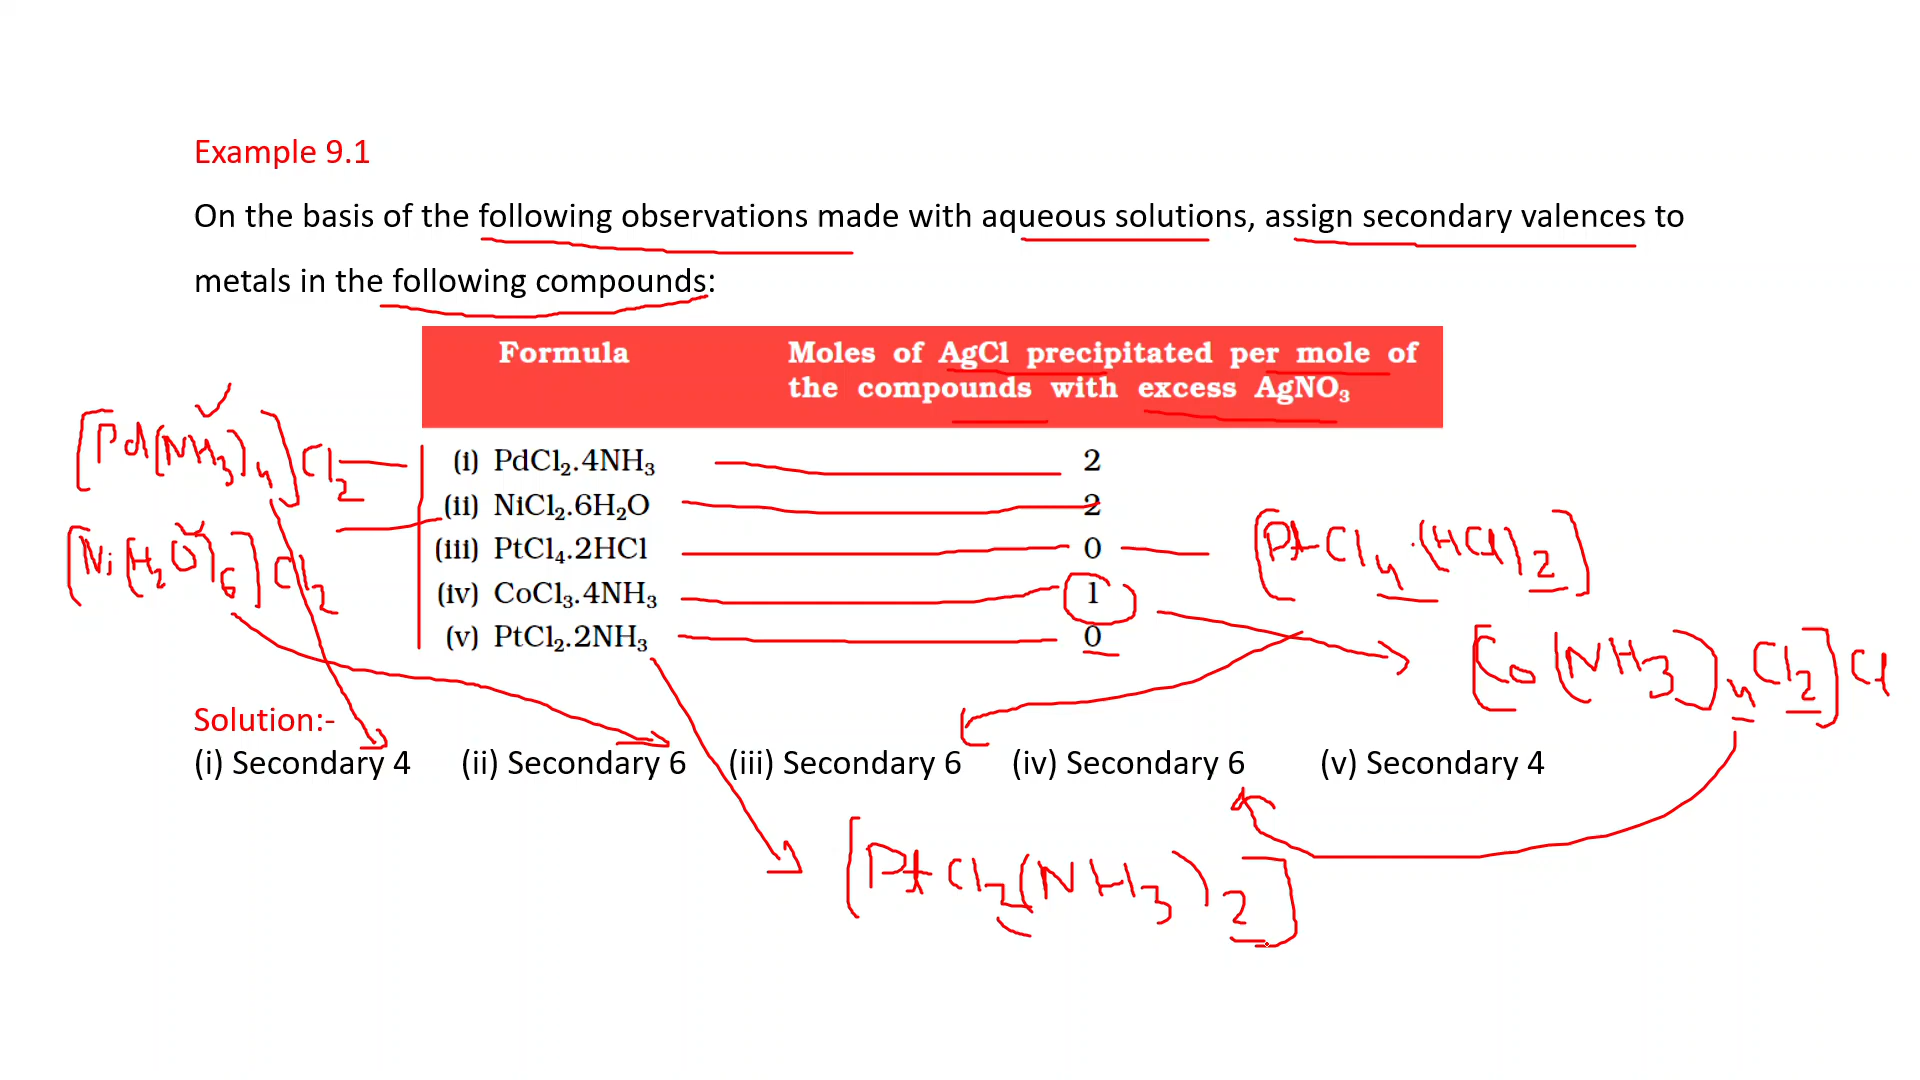 Example 9.1
On the basis of the following observations made with aqueous solutions, assign secondary valences to
metals in the following compounds:
Formula Moles of AgCl precipitated per mole of
the compounds with excess AgNO₃
[Pd(NH₃)₄]Cl₂
(i) PdCl₂.4NH₃ 2
(ii) NiCl₂.6H₂O 2
[Ni(H₂O)₆]Cl₂
(iii) PtCl₄.2HCl 0
[PtCl₄.(HCl)₂]
(iv) CoCl₃.4NH₃ 1
(v) PtCl₂.2NH₃ 0
[Co(NH₃)₄Cl₂]Cl
Solution:-
(i) Secondary 4 (ii) Secondary 6 (iii) Secondary 6 (iv) Secondary 6 (v) Secondary 4
[PtCl₂(NH₃)₂]